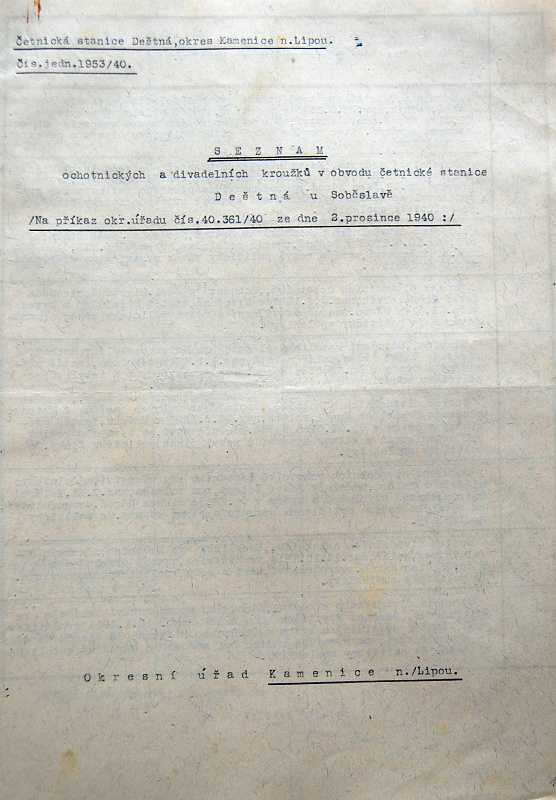 Četnická stanice Deštná,okres Kamenice n.Lipou.
Čís.jedn.1953/40.
S E Z N A M
ochotnických a divadelních kroužků v obvodu četnické stanice
D e š t n á u Soběslavě
/Na příkaz okr.úřadu čís.40.361/40 ze dne 2.prosince 1940 :/
O k r e s n í ú ř a d K a m e n i c e n./Lipou.